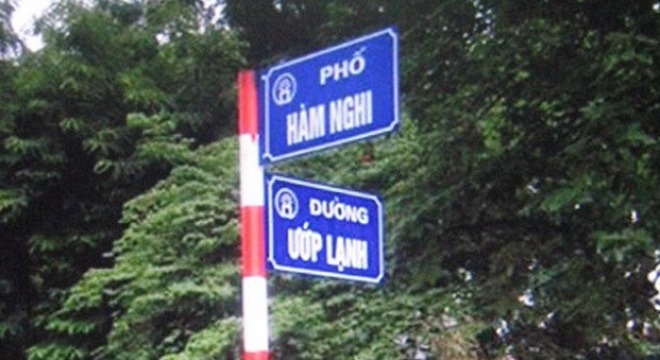 PHỐ
HÀM NGHI
ĐƯỜNG
ƯỚP LẠNH